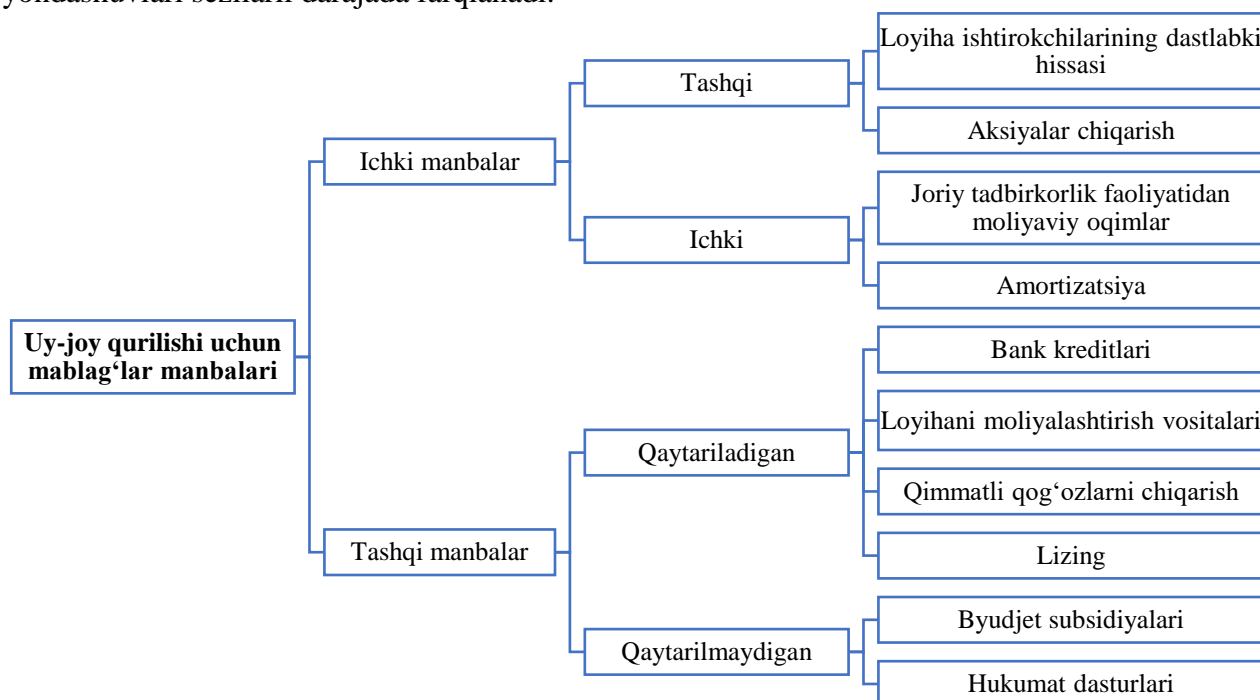 yondashuvlari sezilarli darajada farqlanadi.
Loyiha ishtirokchilarining dastlabki
hissasi
Tashqi
Aksiyalar chiqarish
Ichki manbalar
Joriy tadbirkorlik faoliyatidan
moliyaviy oqimlar
Ichki
Amortizatsiya
Uy-joy qurilishi uchun
mablag‘lar manbalari
Bank kreditlari
Loyihani moliyalashtirish vositalari
Qaytariladigan
Qimmatli qog‘ozlarni chiqarish
Tashqi manbalar
Lizing
Byudjet subsidiyalari
Qaytarilmaydigan
Hukumat dasturlari